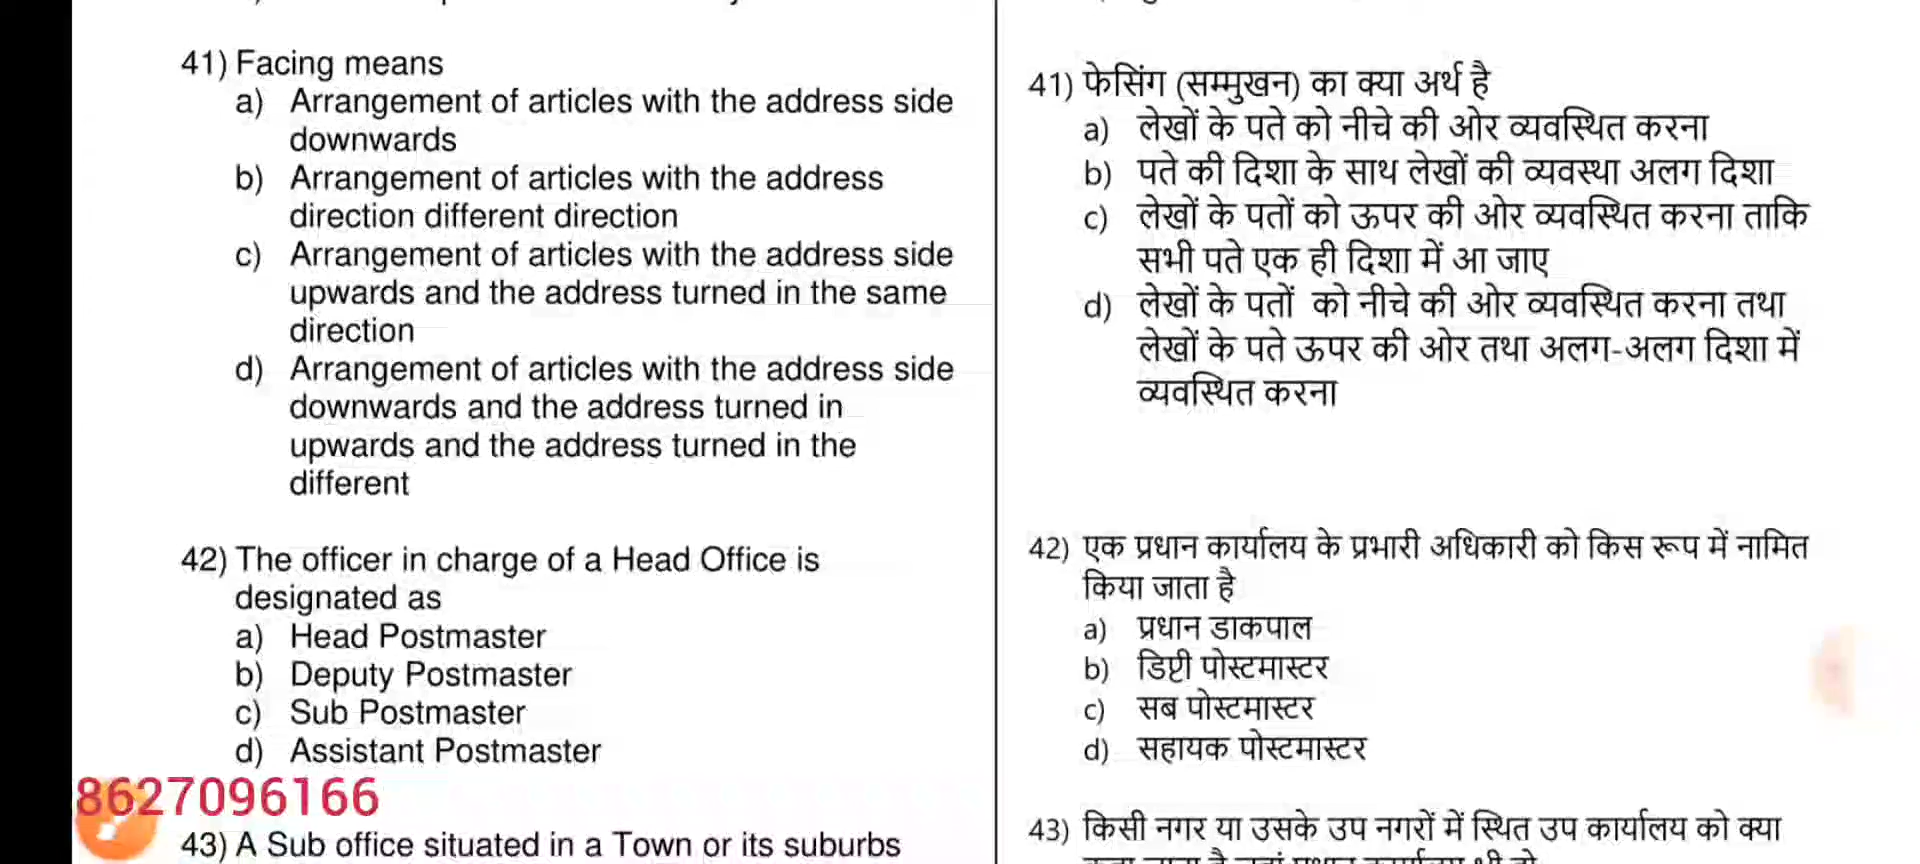 41) Facing means
a) Arrangement of articles with the address side
downwards
b) Arrangement of articles with the address
direction different direction
c) Arrangement of articles with the address side
upwards and the address turned in the same
direction
d) Arrangement of articles with the address side
downwards and the address turned in
upwards and the address turned in the
different
42) The officer in charge of a Head Office is
designated as
a) Head Postmaster
b) Deputy Postmaster
c) Sub Postmaster
d) Assistant Postmaster
8627096166
43) A Sub office situated in a Town or its suburbs
41) फेसिंग (सम्मुखन) का क्या अर्थ है
a) लेखों के पते को नीचे की ओर व्यवस्थित करना
b) पते की दिशा के साथ लेखों की व्यवस्था अलग दिशा
c) लेखों के पतों को ऊपर की ओर व्यवस्थित करना ताकि
सभी पते एक ही दिशा में आ जाए
d) लेखों के पतों को नीचे की ओर व्यवस्थित करना तथा
लेखों के पते ऊपर की ओर तथा अलग-अलग दिशा में
व्यवस्थित करना
42) एक प्रधान कार्यालय के प्रभारी अधिकारी को किस रूप में नामित
किया जाता है
a) प्रधान डाकपाल
b) डिप्टी पोस्टमास्टर
c) सब पोस्टमास्टर
d) सहायक पोस्टमास्टर
43) किसी नगर या उसके उप नगरों में स्थित उप कार्यालय को क्या